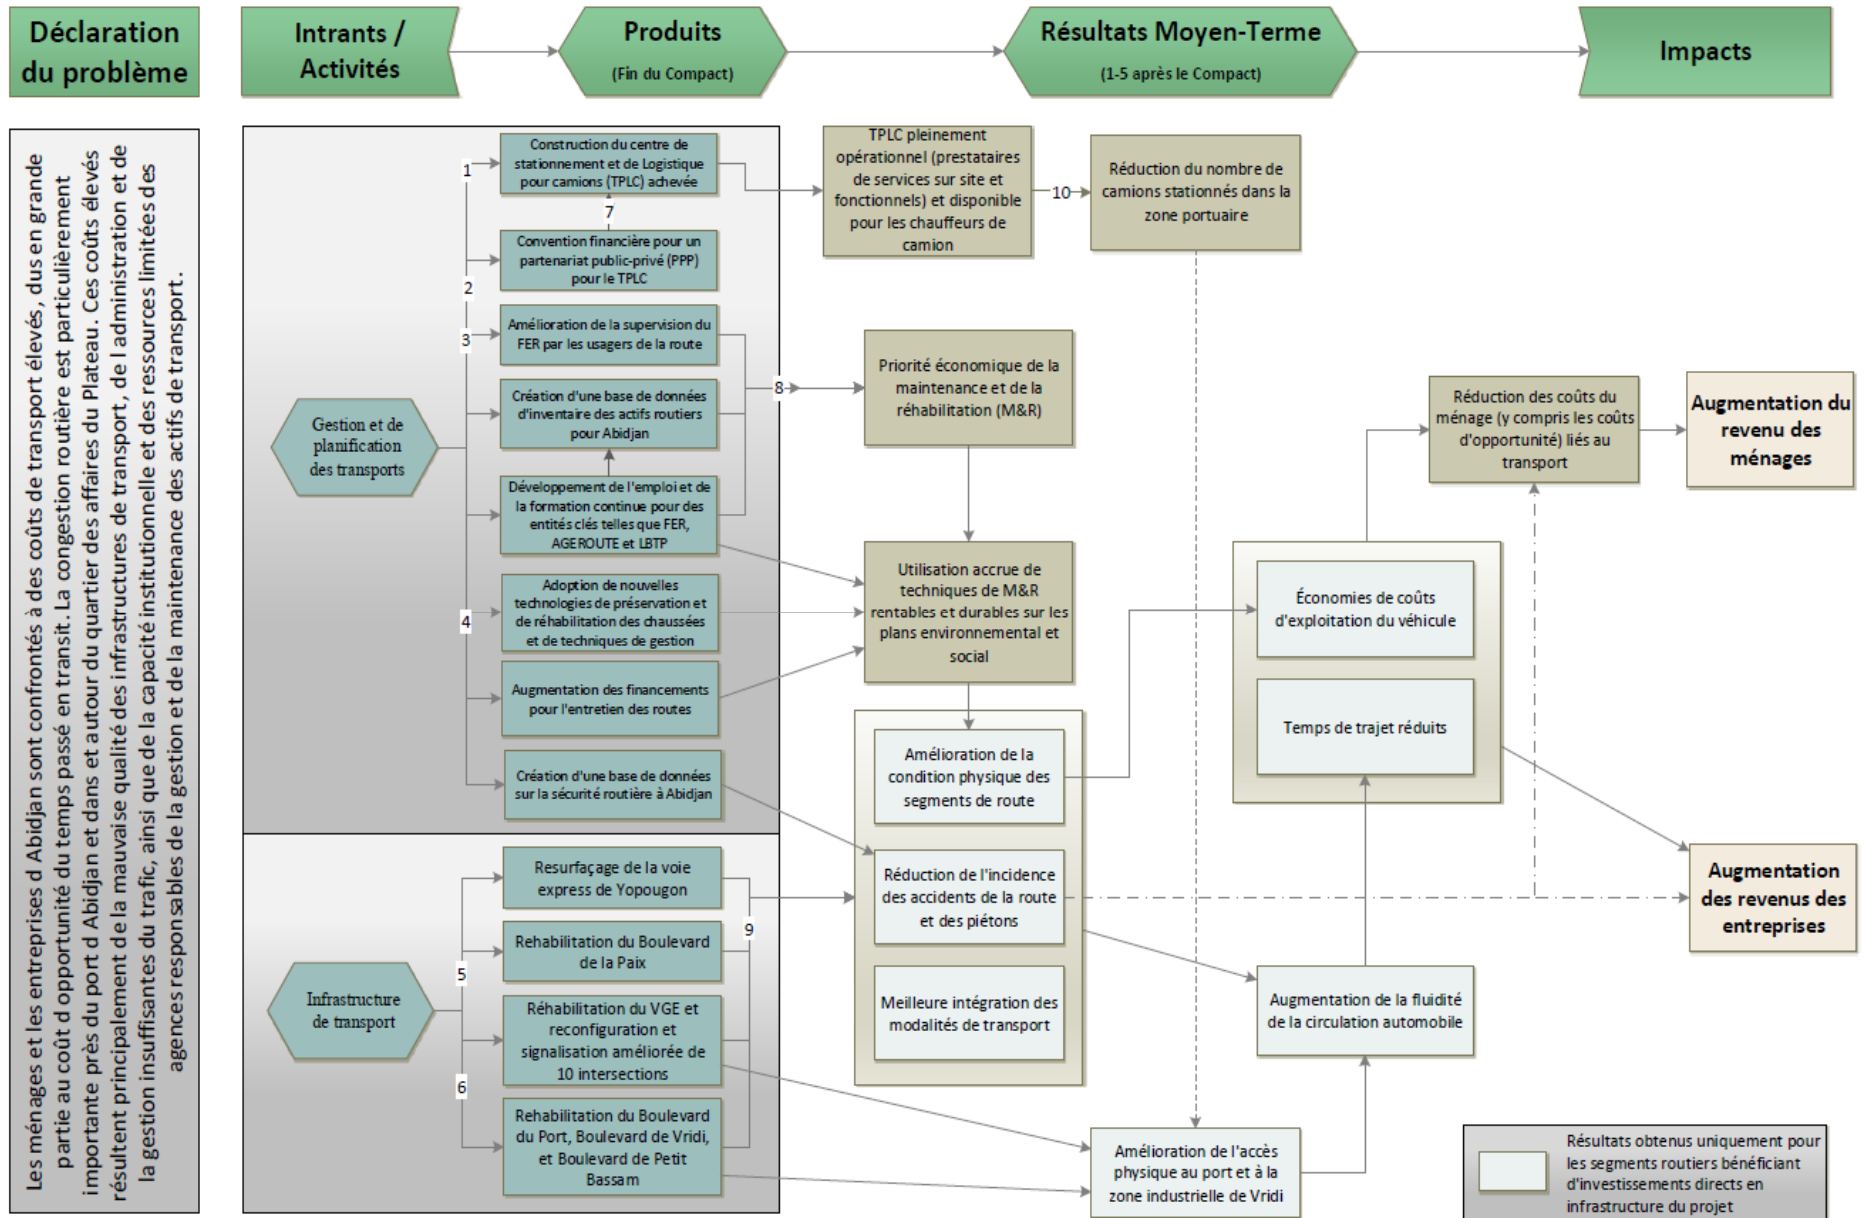 Déclaration
du problème
Intrants /
Activités
Produits
(Fin du Compact)
Résultats Moyen-Terme
(1-5 après le Compact)
Impacts
Les ménages et les entreprises d Abidjan sont confrontés à des coûts de transport élevés, dus en grande
partie au coût d opportunité du temps passé en transit. La congestion routière est particulièrement
importante près du port d Abidjan et dans et autour du quartier des affaires du Plateau. Ces coûts élevés
résultent principalement de la mauvaise qualité des infrastructures de transport, de l administration et de
la gestion insuffisantes du trafic, ainsi que de la capacité institutionnelle et des ressources limitées des
agences responsables de la gestion et de la maintenance des actifs de transport.
Gestion et de
planification
des transports
1
2
3
4
Construction du centre de
stationnement et de Logistique
pour camions (TPLC) achevée
7
Convention financière pour un
partenariat public-privé (PPP)
pour le TPLC
Amélioration de la supervision du
FER par les usagers de la route
Création d'une base de données
d'inventaire des actifs routiers
pour Abidjan
Développement de l'emploi et de
la formation continue pour des
entités clés telles que FER,
AGEROUTE et LBTP
Adoption de nouvelles
technologies de préservation et
de réhabilitation des chaussées
et de techniques de gestion
Augmentation des financements
pour l'entretien des routes
Création d'une base de données
sur la sécurité routière à Abidjan
8
Infrastructure
de transport
5
6
Resurfaçage de la voie
express de Yopougon
Rehabilitation du Boulevard
de la Paix
Réhabilitation du VGE et
reconfiguration et
signalisation améliorée de
10 intersections
Rehabilitation du Boulevard
du Port, Boulevard de Vridi,
et Boulevard de Petit
Bassam
9
TPLC pleinement
opérationnel (prestataires
de services sur site et
fonctionnels) et disponible
pour les chauffeurs de
camion
10
Réduction du nombre de
camions stationnés dans la
zone portuaire
Priorité économique de la
maintenance et de la
réhabilitation (M&R)
Utilisation accrue de
techniques de M&R
rentables et durables sur les
plans environnemental et
social
Amélioration de la
condition physique des
segments de route
Réduction de l'incidence
des accidents de la route
et des piétons
Meilleure intégration des
modalités de transport
Amélioration de l'accès
physique au port et à la
zone industrielle de Vridi
Augmentation de la fluidité
de la circulation automobile
Économies de coûts
d'exploitation du véhicule
Temps de trajet réduits
Réduction des coûts du
ménage (y compris les coûts
d'opportunité) liés au
transport
Augmentation du
revenu des
ménages
Augmentation
des revenus des
entreprises
Résultats obtenus uniquement pour
les segments routiers bénéficiant
d'investissements directs en
infrastructure du projet